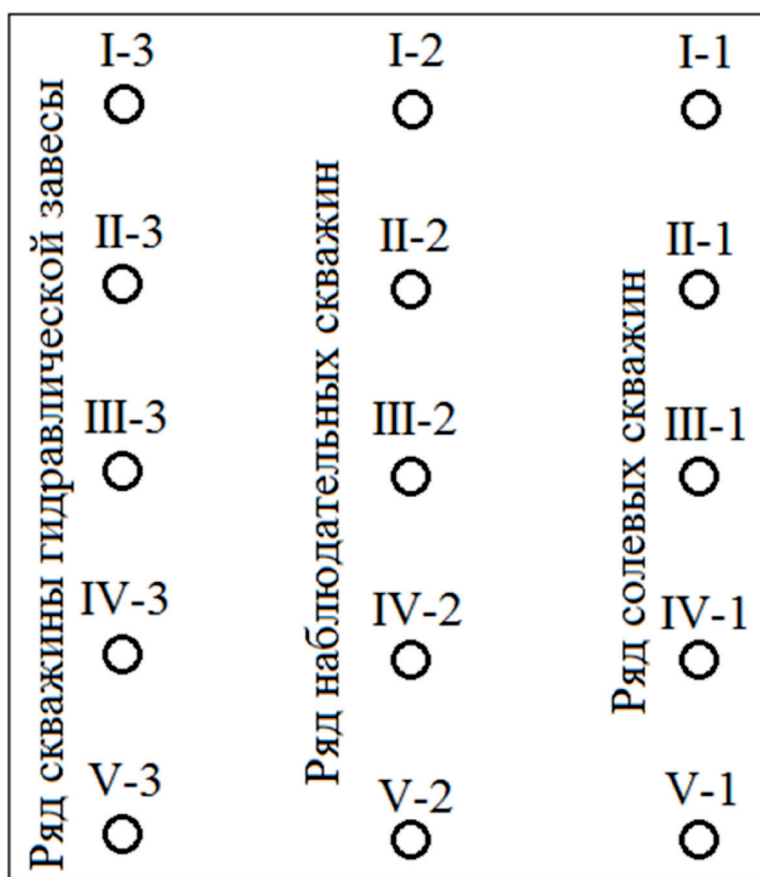 I-3 I-2 I-1
II-3 II-2 II-1
III-3 III-2 III-1
IV-3 IV-2 IV-1
V-3 V-2 V-1
Ряд скважины гидравлической завесы
Ряд наблюдательных скважин
Ряд солевых скважин